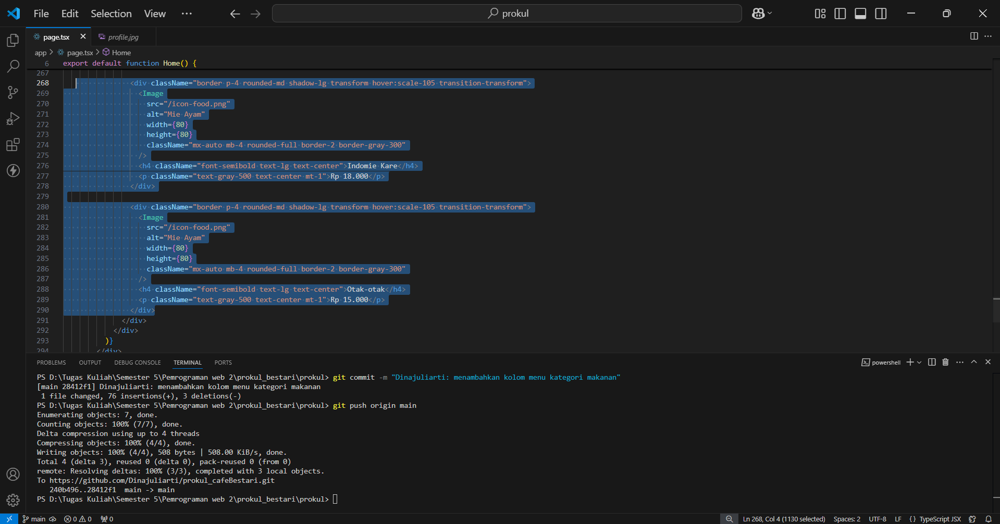 File Edit Selection View ··· prokul
page.tsx profile.jpg
app > page.tsx > Home
6 export default function Home() {
267
268 <div className="border p-4 rounded-md shadow-lg transform hover:scale-105 transition-transform">
269 <Image
270 src="/icon-food.png"
271 alt="Mie Ayam"
272 width={80}
273 height={80}
274 className="mx-auto mb-4 rounded-full border-2 border-gray-300"
275 />
276 <h4 className="font-semibold text-lg text-center">Indomie Kare</h4>
277 <p className="text-gray-500 text-center mt-1">Rp 18.000</p>
278 </div>
279
280 <div className="border p-4 rounded-md shadow-lg transform hover:scale-105 transition-transform">
281 <Image
282 src="/icon-food.png"
283 alt="Mie Ayam"
284 width={80}
285 height={80}
286 className="mx-auto mb-4 rounded-full border-2 border-gray-300"
287 />
288 <h4 className="font-semibold text-lg text-center">Otak-otak</h4>
289 <p className="text-gray-500 text-center mt-1">Rp 15.000</p>
290 </div>
291 </div>
292 </div>
293 )}
294 </div>
PROBLEMS OUTPUT DEBUG CONSOLE TERMINAL PORTS powershell
PS D:\Tugas Kuliah\Semester 5\Pemrograman web 2\prokul_bestari\prokul> git commit -m "Dinajuliarti: menambahkan kolom menu kategori makanan"
[main 28412f1] Dinajuliarti: menambahkan kolom menu kategori makanan
1 file changed, 76 insertions(+), 3 deletions(-)
PS D:\Tugas Kuliah\Semester 5\Pemrograman web 2\prokul_bestari\prokul> git push origin main
Enumerating objects: 7, done.
Counting objects: 100% (7/7), done.
Delta compression using up to 4 threads
Compressing objects: 100% (4/4), done.
Writing objects: 100% (4/4), 508 bytes | 508.00 KiB/s, done.
Total 4 (delta 3), reused 0 (delta 0), pack-reused 0 (from 0)
remote: Resolving deltas: 100% (3/3), completed with 3 local objects.
To https://github.com/Dinajuliarti/prokul_cafeBestari.git
240b496..28412f1 main -> main
PS D:\Tugas Kuliah\Semester 5\Pemrograman web 2\prokul_bestari\prokul>
main 0 0 0 Ln 268, Col 4 (1130 selected) Spaces: 2 UTF-8 LF {} TypeScript JSX